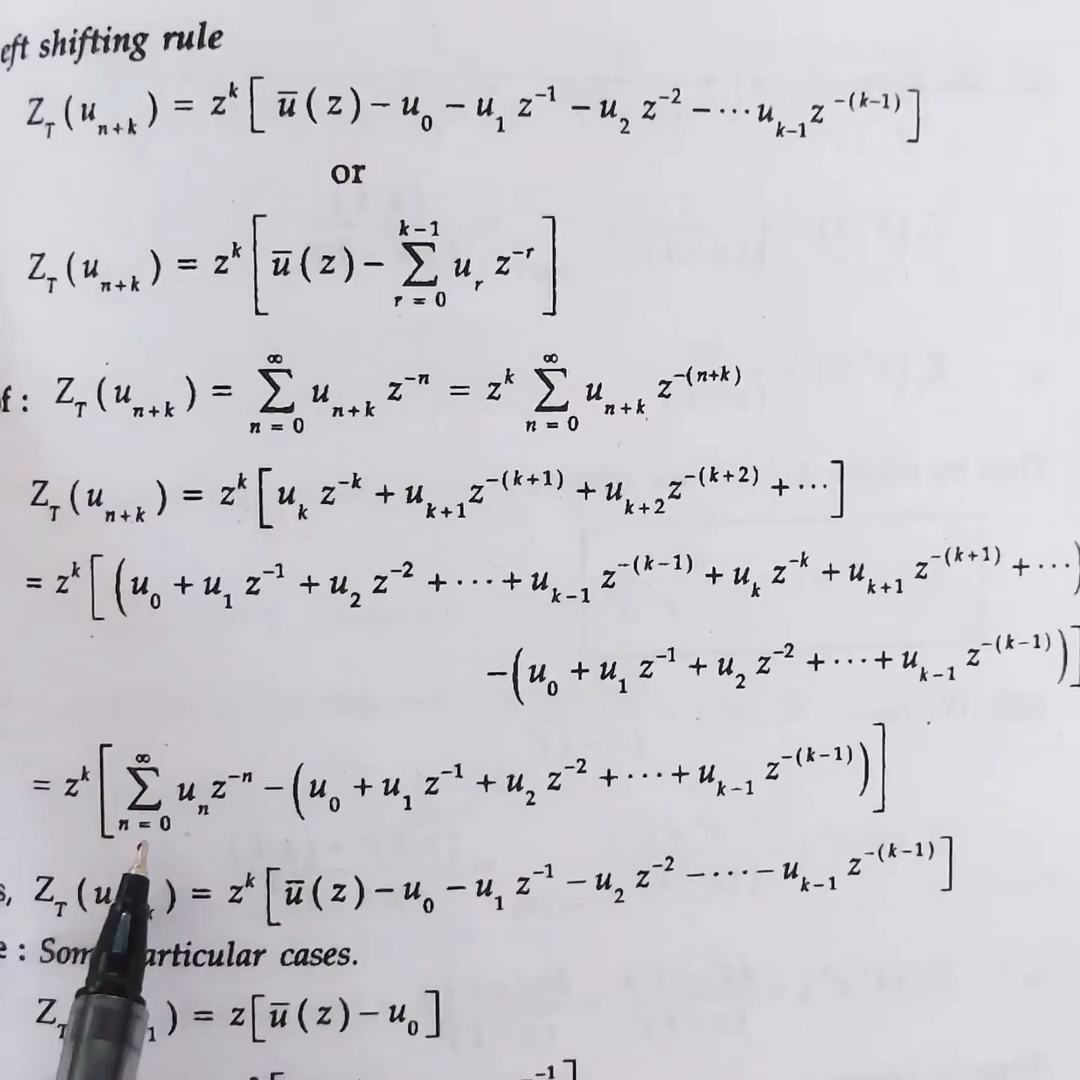 eft shifting rule
Z_T (u_{n+k}) = z^k [ ū(z) − u_0 − u_1 z^{−1} − u_2 z^{−2} − ⋯ u_{k−1} z^{−(k−1)} ]
or
Z_T (u_{n+k}) = z^k [ ū(z) − ∑_{r = 0}^{k−1} u_r z^{−r} ]
f : Z_T (u_{n+k}) = ∑_{n = 0}^{∞} u_{n+k} z^{−n} = z^k ∑_{n = 0}^{∞} u_{n+k} z^{−(n+k)}
Z_T (u_{n+k}) = z^k [ u_k z^{−k} + u_{k+1} z^{−(k+1)} + u_{k+2} z^{−(k+2)} + ⋯ ]
= z^k [ ( u_0 + u_1 z^{−1} + u_2 z^{−2} + ⋯ + u_{k−1} z^{−(k−1)} + u_k z^{−k} + u_{k+1} z^{−(k+1)} + ⋯ )
− ( u_0 + u_1 z^{−1} + u_2 z^{−2} + ⋯ + u_{k−1} z^{−(k−1)} ) ]
= z^k [ ∑_{n = 0}^{∞} u_n z^{−n} − ( u_0 + u_1 z^{−1} + u_2 z^{−2} + ⋯ + u_{k−1} z^{−(k−1)} ) ]
s, Z_T (u k ) = z^k [ ū(z) − u_0 − u_1 z^{−1} − u_2 z^{−2} − ⋯ − u_{k−1} z^{−(k−1)} ]
e : Som articular cases.
Z_T 1 ) = z [ ū(z) − u_0 ]
−1 ]